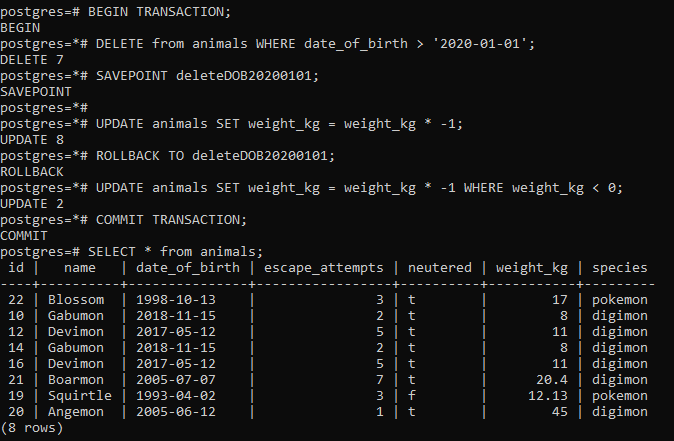 postgres=# BEGIN TRANSACTION;
BEGIN
postgres=*# DELETE from animals WHERE date_of_birth > '2020-01-01';
DELETE 7
postgres=*# SAVEPOINT deleteDOB20200101;
SAVEPOINT
postgres=*#
postgres=*# UPDATE animals SET weight_kg = weight_kg * -1;
UPDATE 8
postgres=*# ROLLBACK TO deleteDOB20200101;
ROLLBACK
postgres=*# UPDATE animals SET weight_kg = weight_kg * -1 WHERE weight_kg < 0;
UPDATE 2
postgres=*# COMMIT TRANSACTION;
COMMIT
postgres=# SELECT * from animals;
 id |   name   | date_of_birth | escape_attempts | neutered | weight_kg | species
----+----------+---------------+-----------------+----------+-----------+---------
 22 | Blossom  | 1998-10-13    |               3 | t        |        17 | pokemon
 10 | Gabumon  | 2018-11-15    |               2 | t        |         8 | digimon
 12 | Devimon  | 2017-05-12    |               5 | t        |        11 | digimon
 14 | Gabumon  | 2018-11-15    |               2 | t        |         8 | digimon
 16 | Devimon  | 2017-05-12    |               5 | t        |        11 | digimon
 21 | Boarmon  | 2005-07-07    |               7 | t        |      20.4 | digimon
 19 | Squirtle | 1993-04-02    |               3 | f        |     12.13 | pokemon
 20 | Angemon  | 2005-06-12    |               1 | t        |        45 | digimon
(8 rows)